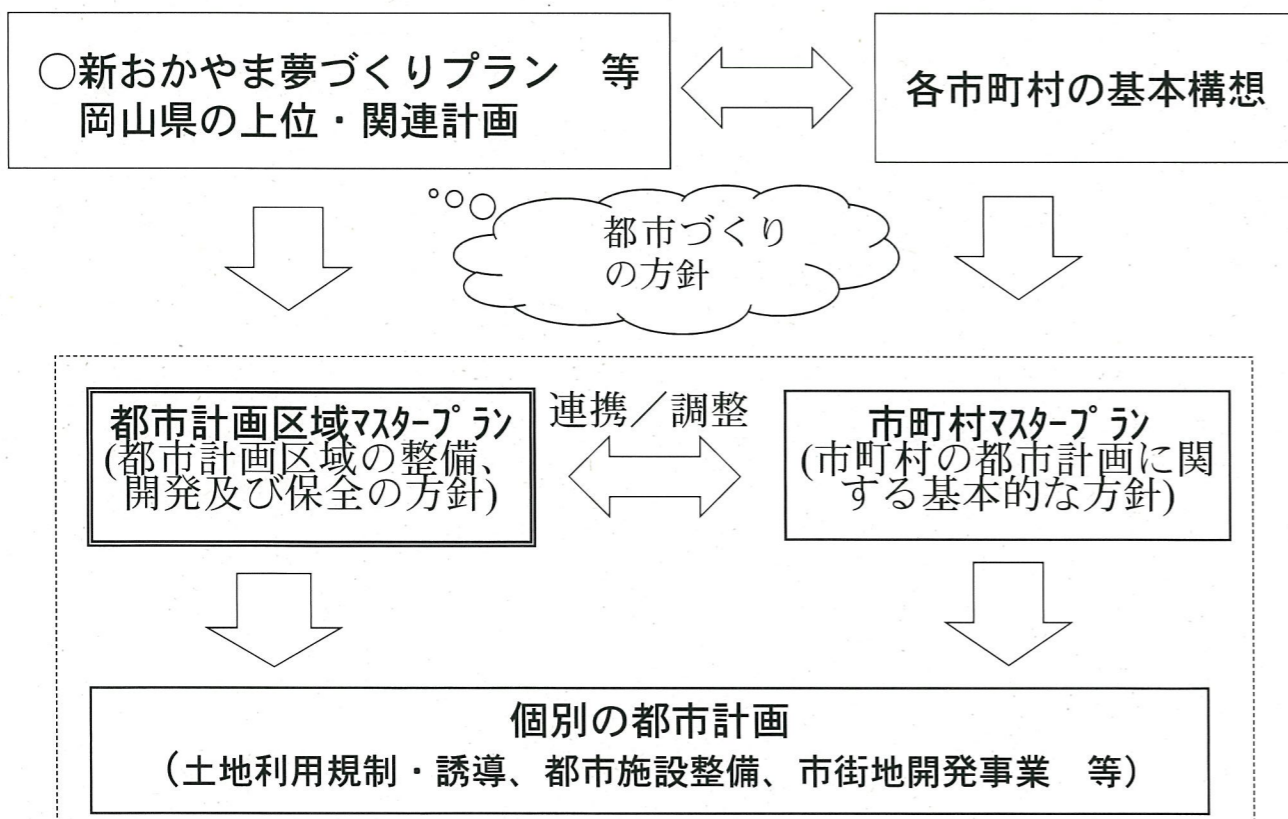 ○新おかやま夢づくりプラン　等
岡山県の上位・関連計画
各市町村の基本構想
都市づくり
の方針
都市計画区域ﾏｽﾀｰﾌﾟﾗﾝ
(都市計画区域の整備、
開発及び保全の方針)
連携／調整
市町村ﾏｽﾀｰﾌﾟﾗﾝ
(市町村の都市計画に関
する基本的な方針)
個別の都市計画
（土地利用規制・誘導、都市施設整備、市街地開発事業　等）